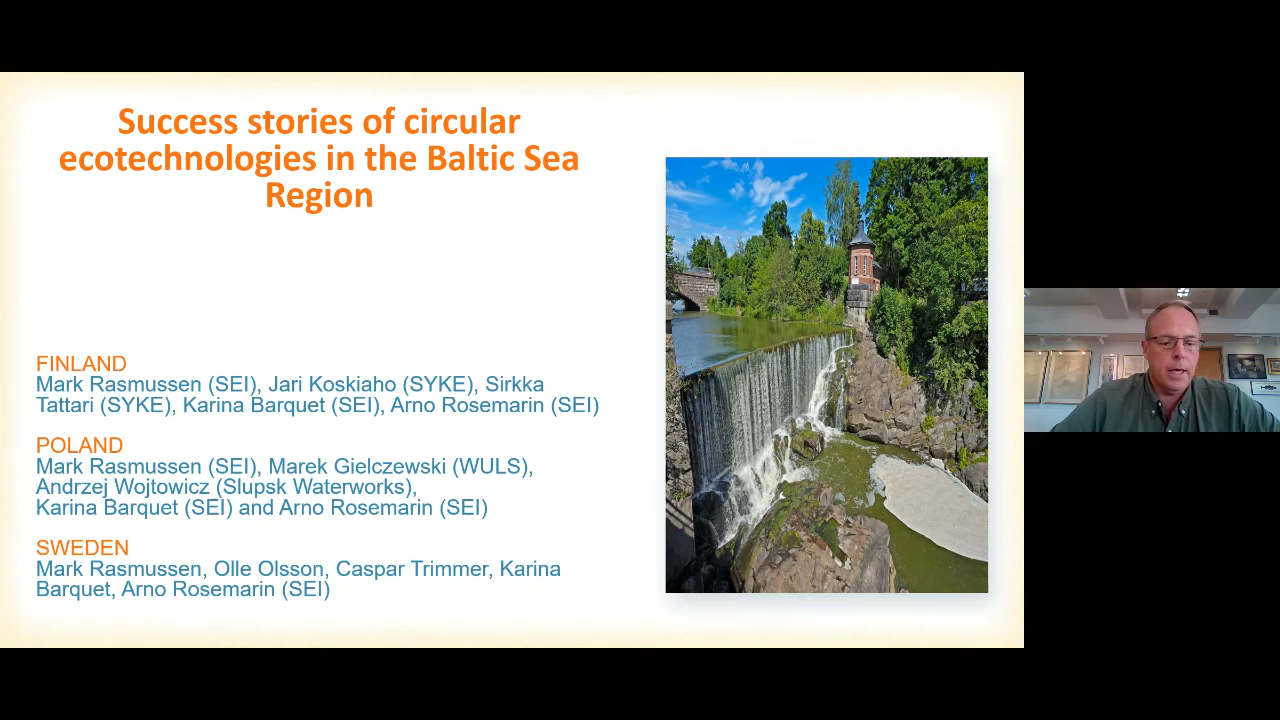 Success stories of circular
ecotechnologies in the Baltic Sea
Region
FINLAND
Mark Rasmussen (SEI), Jari Koskiaho (SYKE), Sirkka
Tattari (SYKE), Karina Barquet (SEI), Arno Rosemarin (SEI)
POLAND
Mark Rasmussen (SEI), Marek Gielczewski (WULS),
Andrzej Wojtowicz (Slupsk Waterworks),
Karina Barquet (SEI) and Arno Rosemarin (SEI)
SWEDEN
Mark Rasmussen, Olle Olsson, Caspar Trimmer, Karina
Barquet, Arno Rosemarin (SEI)